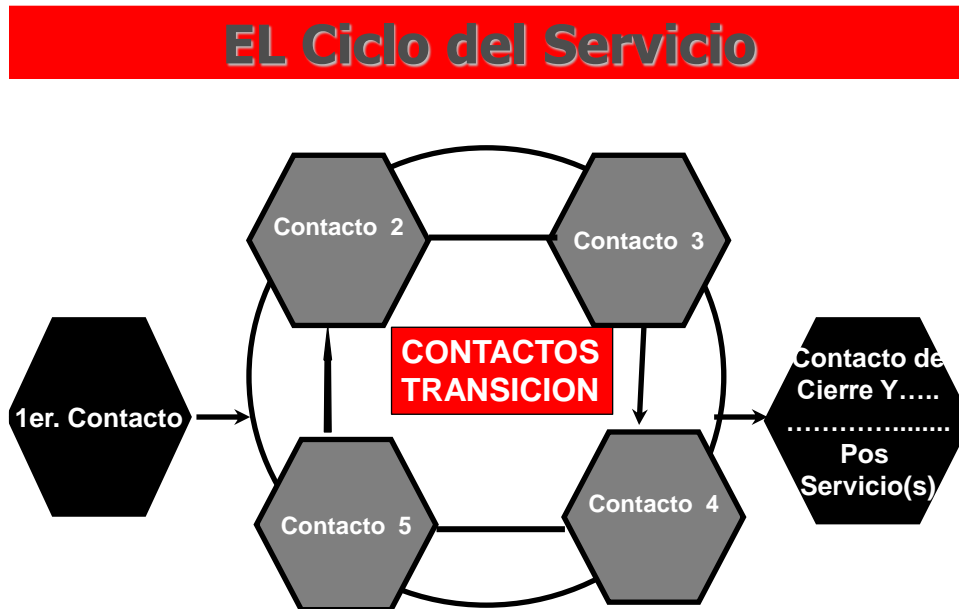 EL Ciclo del Servicio
Contacto 2
Contacto 3
CONTACTOS
TRANSICION
1er. Contacto
Contacto de
Cierre Y…..
…………........
Pos
Servicio(s)
Contacto 5
Contacto 4